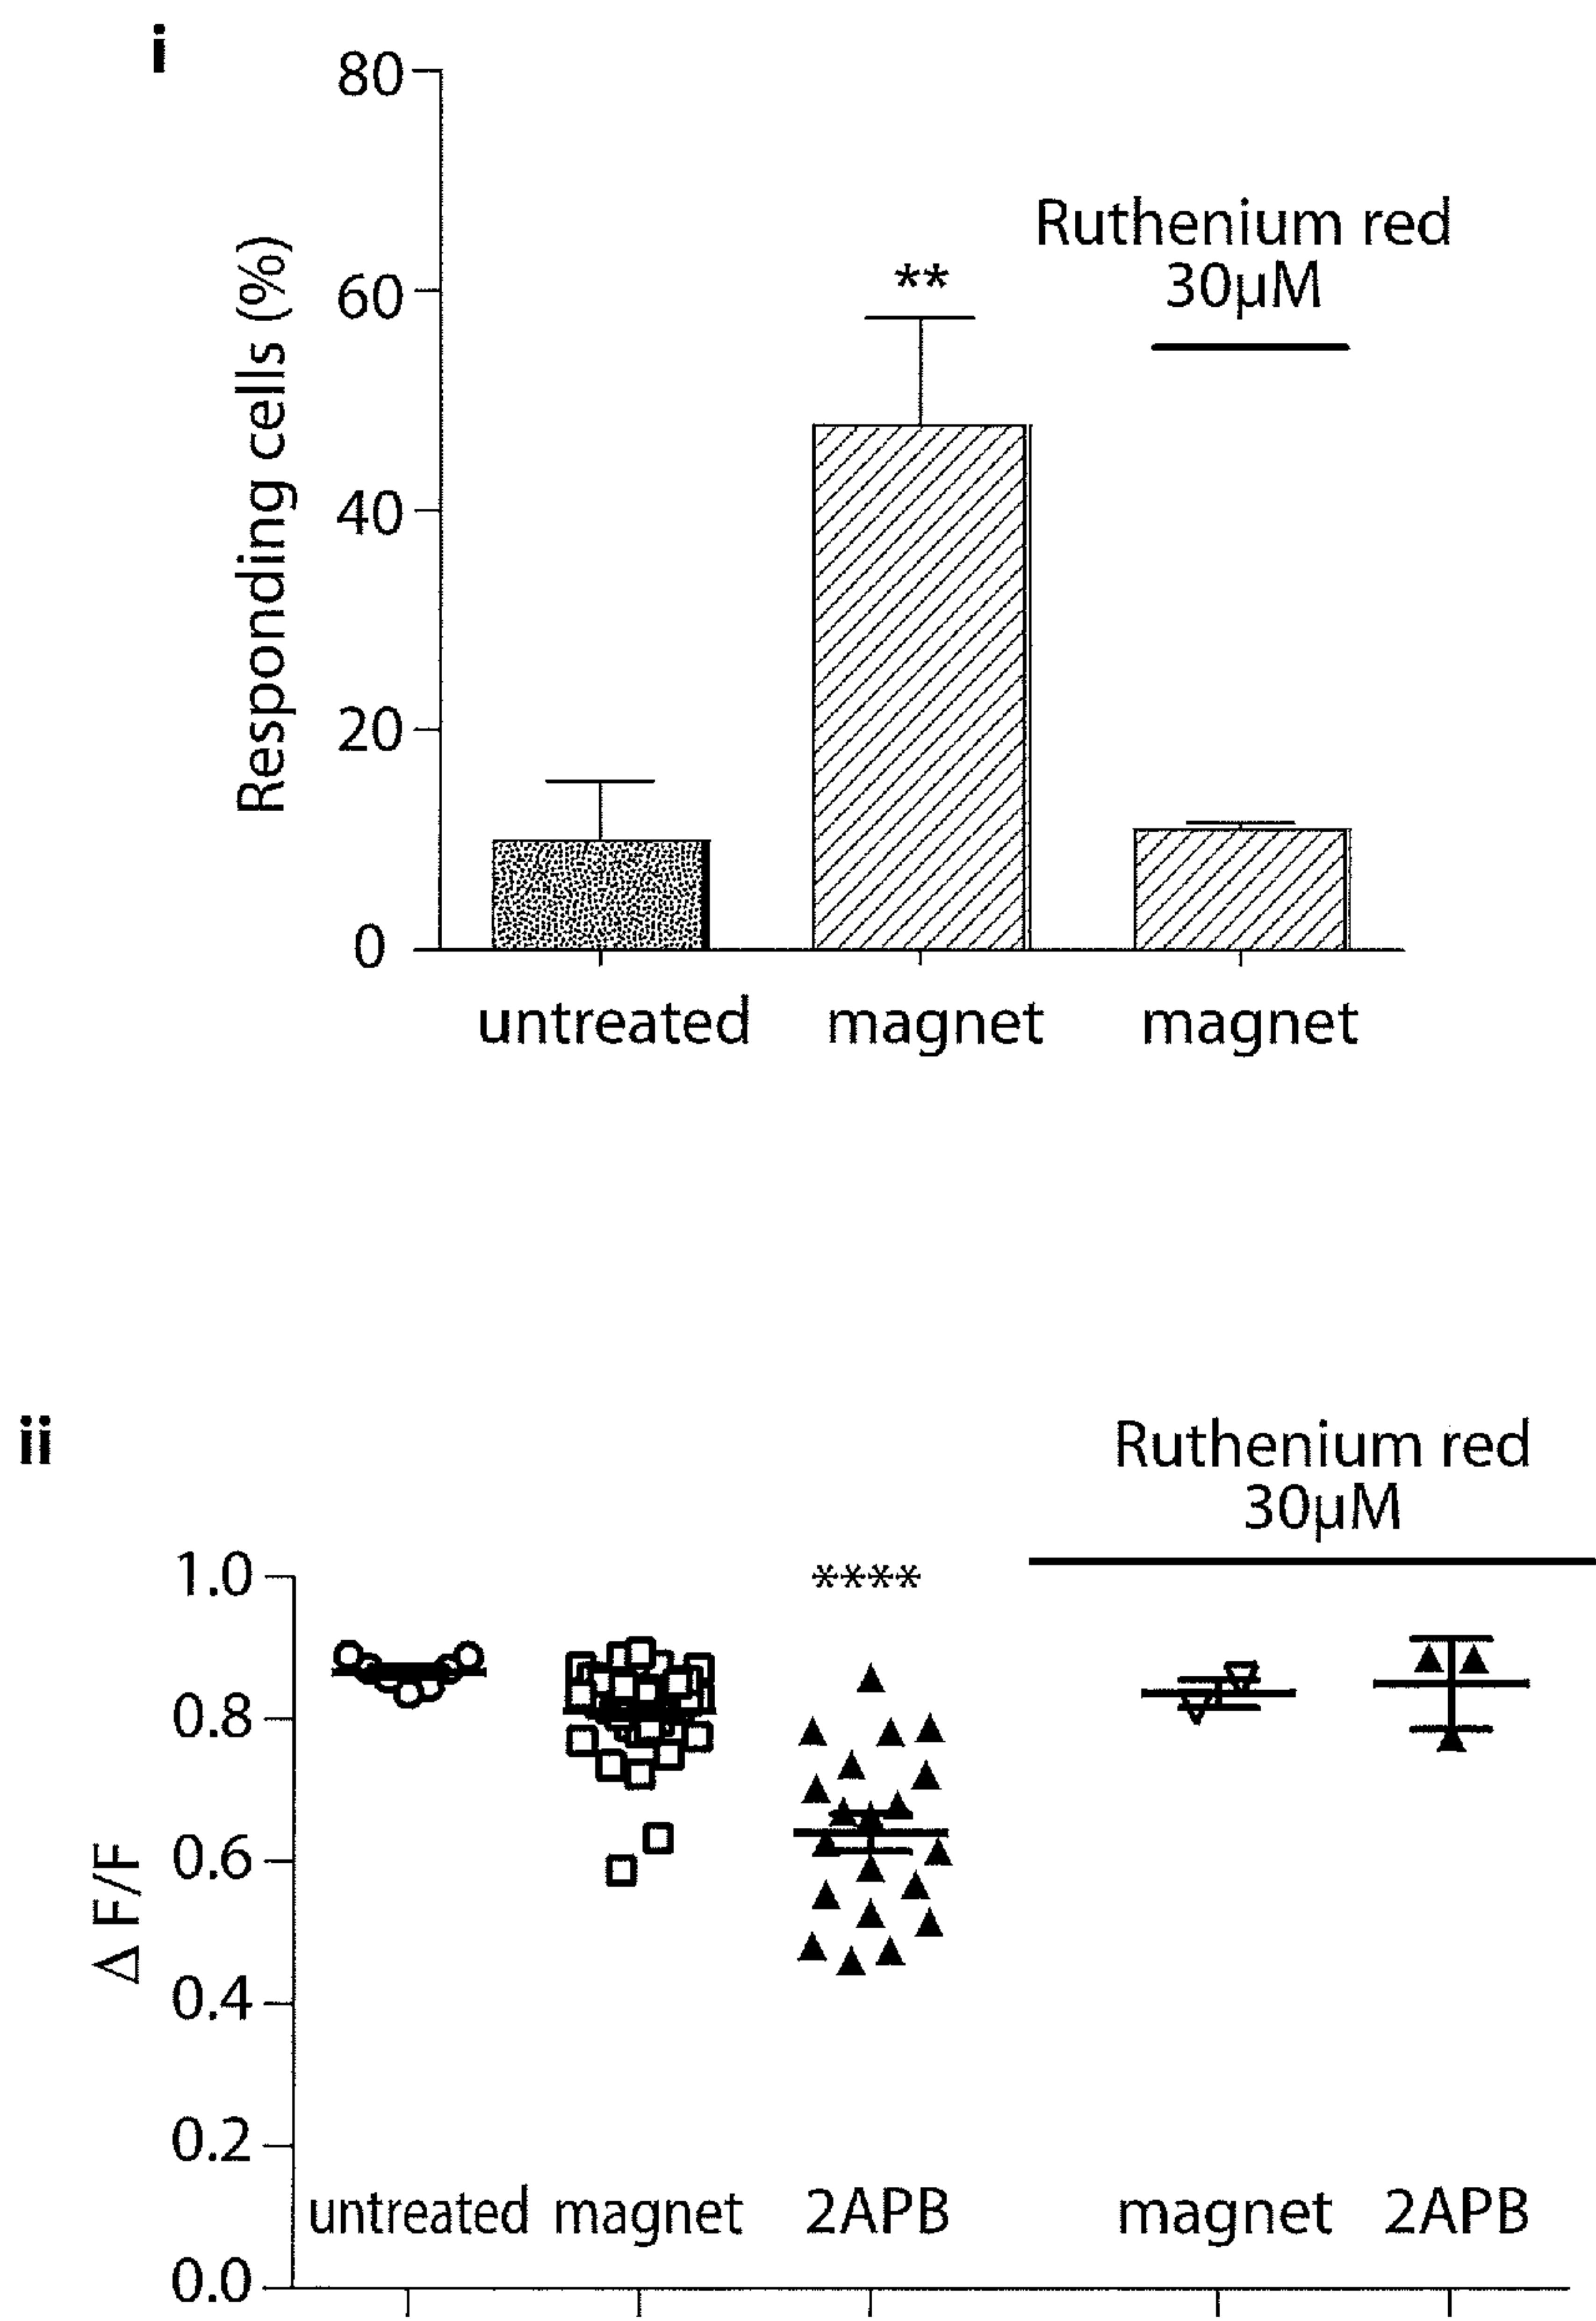 i
80
60
40
20
0
Responding cells (%)
**
Ruthenium red
30µM
untreated magnet magnet
ii
Ruthenium red
30µM
1.0
0.8
0.6
0.4
0.2
0.0
Δ F/F
****
untreated magnet 2APB magnet 2APB